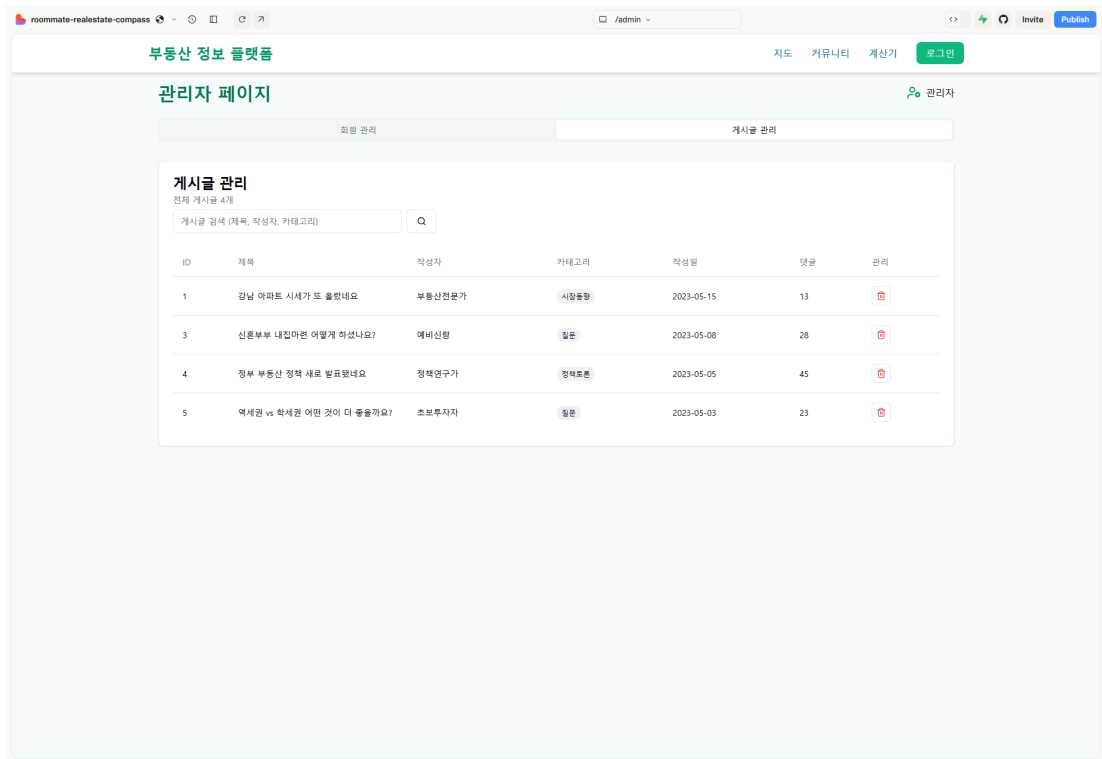 roommate-realestate-compass /admin Invite Publish
부동산 정보 플랫폼 지도 커뮤니티 계산기 로그인
관리자 페이지 관리자
회원 관리 게시글 관리
게시글 관리
전체 게시글 4개
게시글 검색 (제목, 작성자, 카테고리)
ID 제목 작성자 카테고리 작성일 댓글 관리
1 강남 아파트 시세가 또 올랐네요 부동산전문가 시장동향 2023-05-15 13
3 신혼부부 내집마련 어떻게 하셨나요? 예비신랑 질문 2023-05-08 28
4 정부 부동산 정책 새로 발표됐네요 정책연구가 정책토론 2023-05-05 45
5 역세권 vs 학세권 어떤 것이 더 좋을까요? 초보투자자 질문 2023-05-03 23